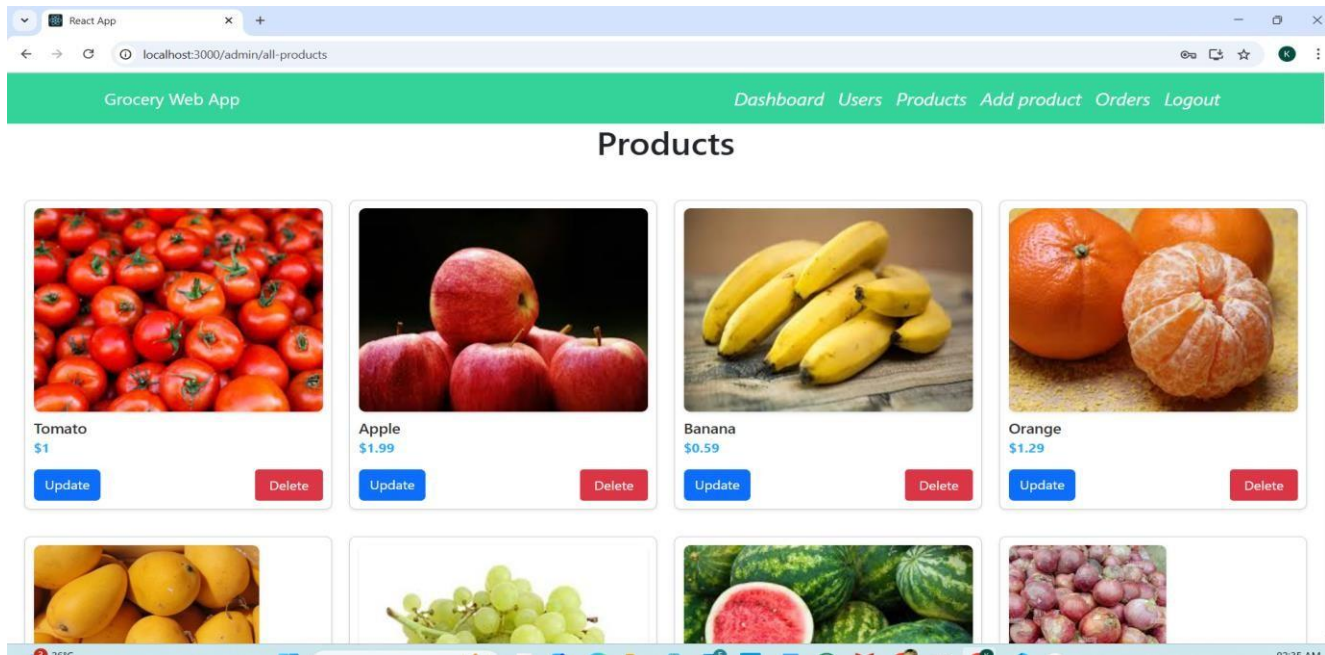 React App
localhost:3000/admin/all-products
K
Grocery Web App
Dashboard Users Products Add product Orders Logout
Products
Tomato
$1
Update Delete
Apple
$1.99
Update Delete
Banana
$0.59
Update Delete
Orange
$1.29
Update Delete